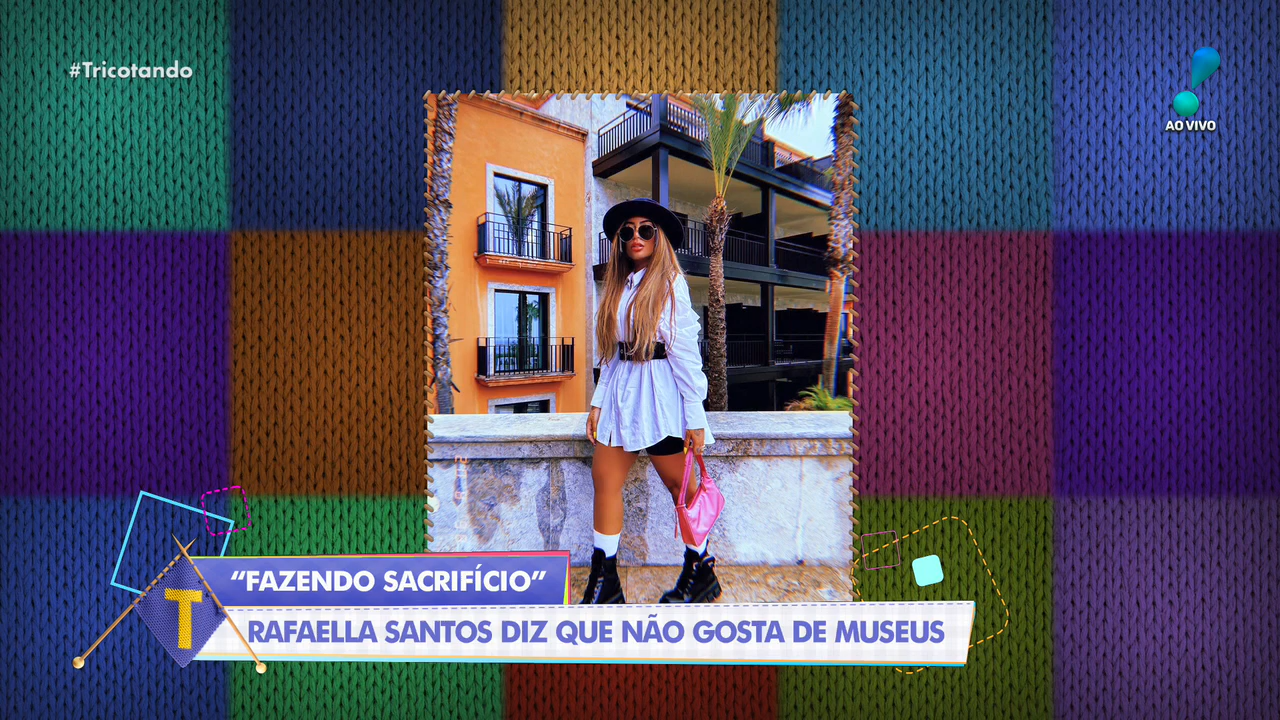 #Tricotando
AO VIVO
“FAZENDO SACRIFÍCIO”
T
RAFAELLA SANTOS DIZ QUE NÃO GOSTA DE MUSEUS